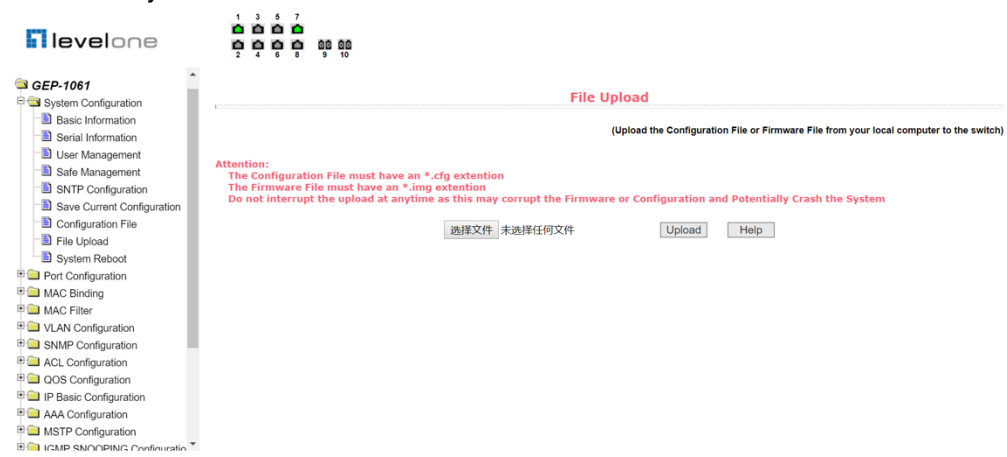 levelone
1 3 5 7
2 4 6 8 9 10
GEP-1061
System Configuration
Basic Information
Serial Information
User Management
Safe Management
SNTP Configuration
Save Current Configuration
Configuration File
File Upload
System Reboot
Port Configuration
MAC Binding
MAC Filter
VLAN Configuration
SNMP Configuration
ACL Configuration
QOS Configuration
IP Basic Configuration
AAA Configuration
MSTP Configuration
IGMP SNOOPING Configuratio
File Upload
(Upload the Configuration File or Firmware File from your local computer to the switch)
Attention:
The Configuration File must have an *.cfg extention
The Firmware File must have an *.img extention
Do not interrupt the upload at anytime as this may corrupt the Firmware or Configuration and Potentially Crash the System
选择文件 未选择任何文件 Upload Help